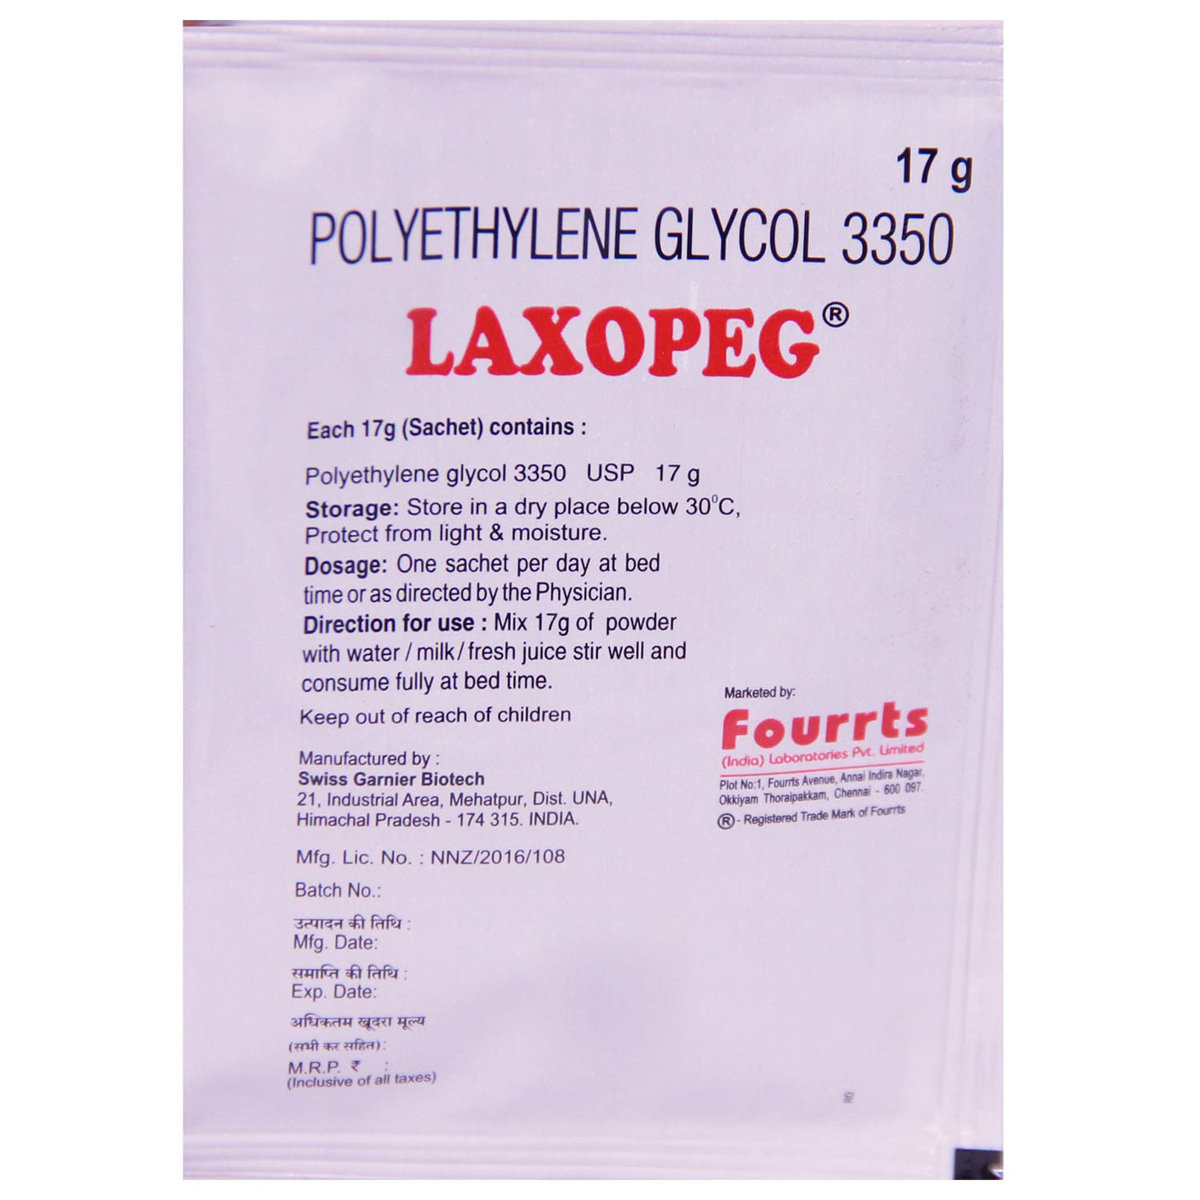 17 g
POLYETHYLENE GLYCOL 3350
LAXOPEG®
Each 17g (Sachet) contains :
Polyethylene glycol 3350 USP 17 g
Storage: Store in a dry place below 30°C,
Protect from light & moisture.
Dosage: One sachet per day at bed
time or as directed by the Physician.
Direction for use : Mix 17g of powder
with water / milk / fresh juice stir well and
consume fully at bed time.
Keep out of reach of children
Marketed by:
Fourrts
(India) Laboratories Pvt. Limited
Plot No:1, Fourrts Avenue, Annai Indira Nagar,
Okkiyam Thoraipakkam, Chennai - 600 097.
® - Registered Trade Mark of Fourrts
Manufactured by :
Swiss Garnier Biotech
21, Industrial Area, Mehatpur, Dist. UNA,
Himachal Pradesh - 174 315. INDIA.
Mfg. Lic. No. : NNZ/2016/108
Batch No.:
उत्पादन की तिथि :
Mfg. Date:
समाप्ति की तिथि :
Exp. Date:
अधिकतम खूदरा मूल्य
(सभी कर सहित) :
M.R.P. ₹ :
(Inclusive of all taxes)